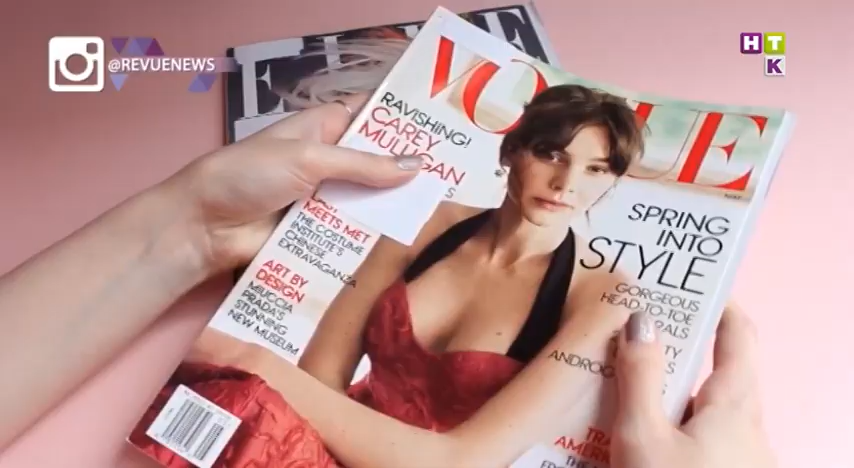 @REVUENEWS
НТК
ELLE
VOGUE
RAVISHING!
CAREY
MULLIGAN
MEETS MET
THE COSTUME
INSTITUTE'S
CHINESE
EXTRAVAGANZA
ART BY
DESIGN
MIUCCIA
PRADA'S
STUNNING
NEW MUSEUM
SPRING
INTO
STYLE
GORGEOUS
HEAD-TO-TOE